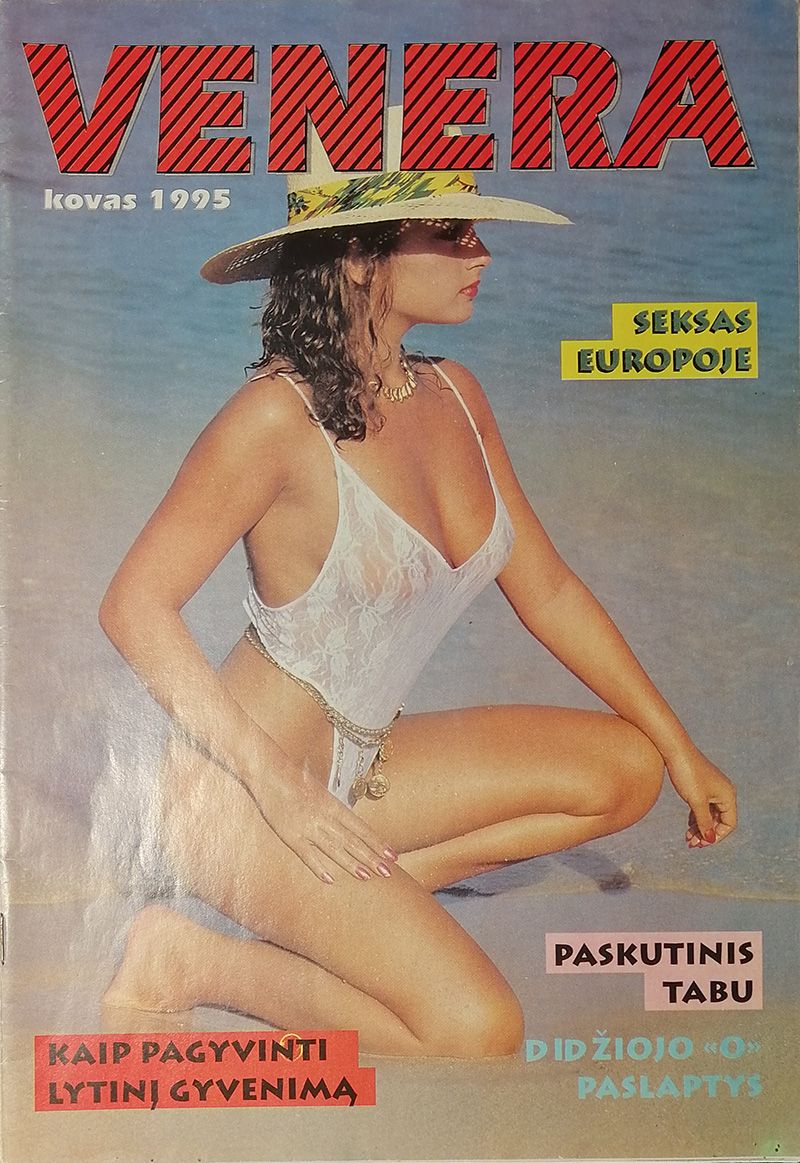 VENERA
kovas 1995
SEKSAS
EUROPOJE
PASKUTINIS
TABU
DIDŽIOJO «O»
PASLAPTYS
KAIP PAGYVINTI
LYTINĮ GYVENIMĄ